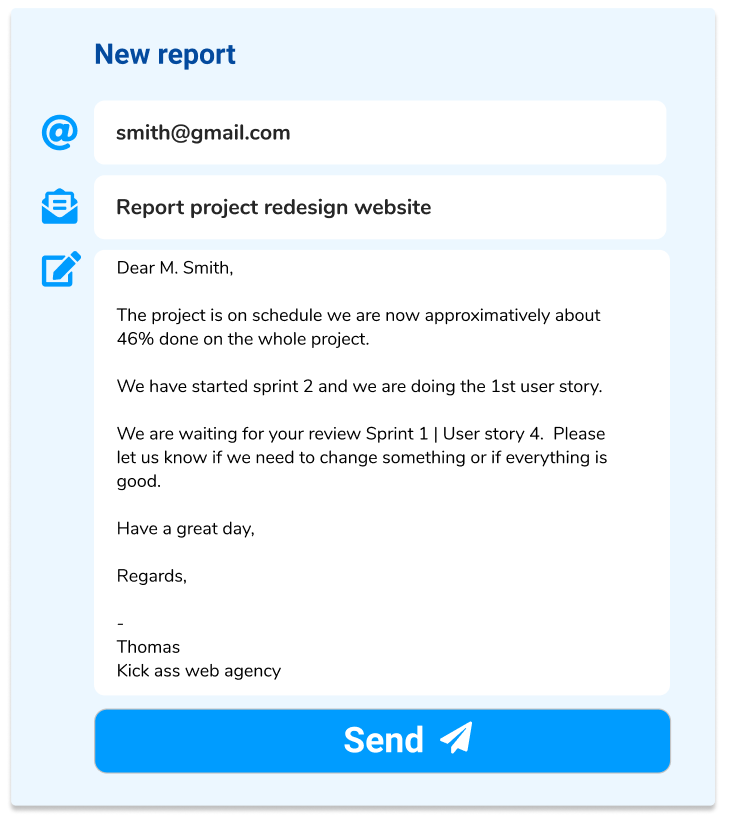 New report
smith@gmail.com
Report project redesign website
Dear M. Smith,
The project is on schedule we are now approximatively about
46% done on the whole project.
We have started sprint 2 and we are doing the 1st user story.
We are waiting for your review Sprint 1 | User story 4.  Please
let us know if we need to change something or if everything is
good.
Have a great day,
Regards,
-
Thomas
Kick ass web agency
Send